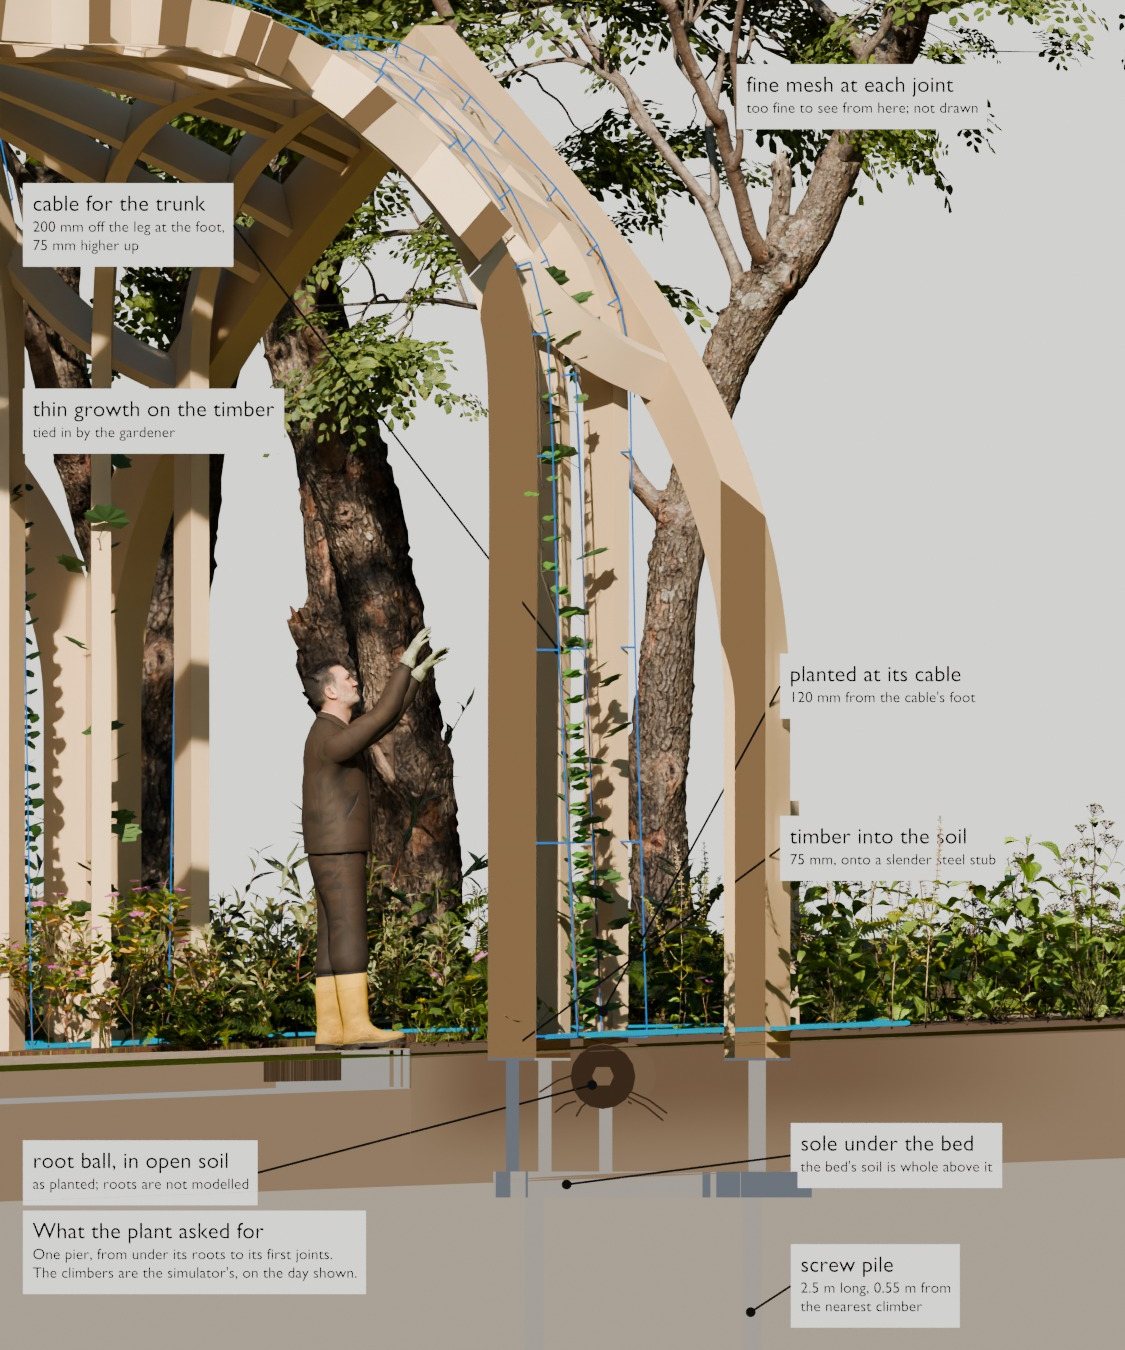 fine mesh at each joint
too fine to see from here; not drawn
cable for the trunk
200 mm off the leg at the foot,
75 mm higher up
thin growth on the timber
tied in by the gardener
planted at its cable
120 mm from the cable's foot
timber into the soil
75 mm, onto a slender steel stub
sole under the bed
the bed's soil is whole above it
root ball, in open soil
as planted; roots are not modelled
What the plant asked for
One pier, from under its roots to its first joints.
The climbers are the simulator's, on the day shown.
screw pile
2.5 m long, 0.55 m from
the nearest climber